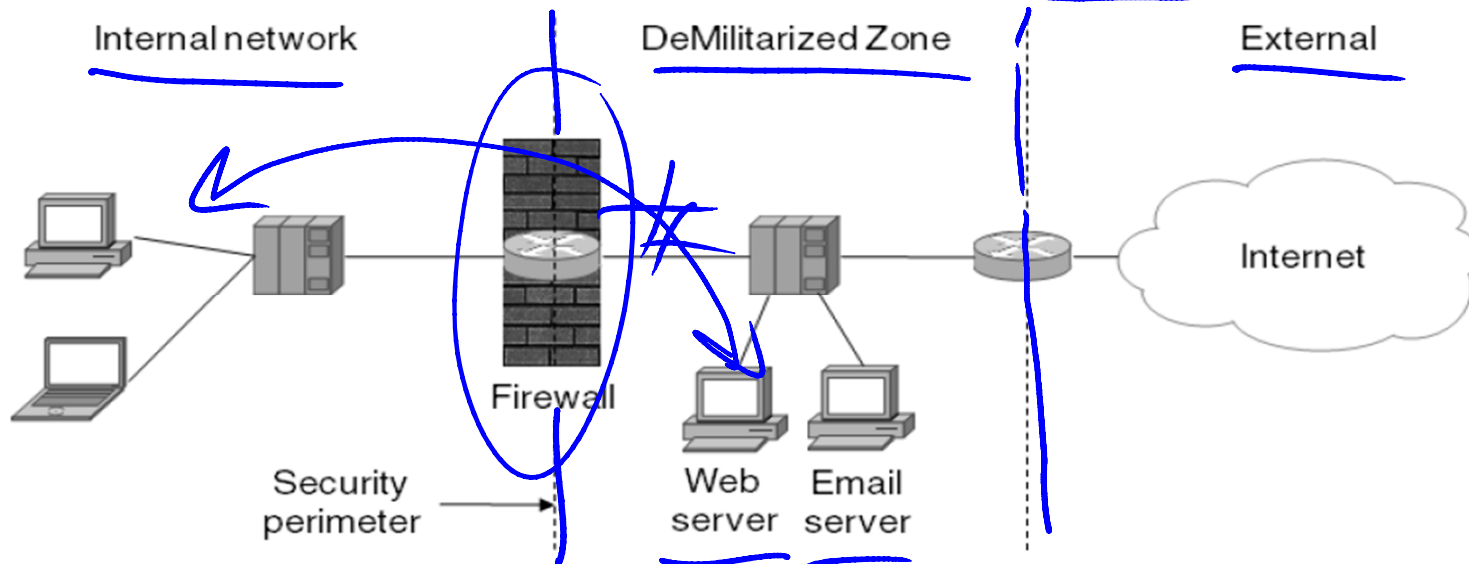 Internal network
DeMilitarized Zone
External
Internet
Firewall
Security
perimeter
Web
server
Email
server